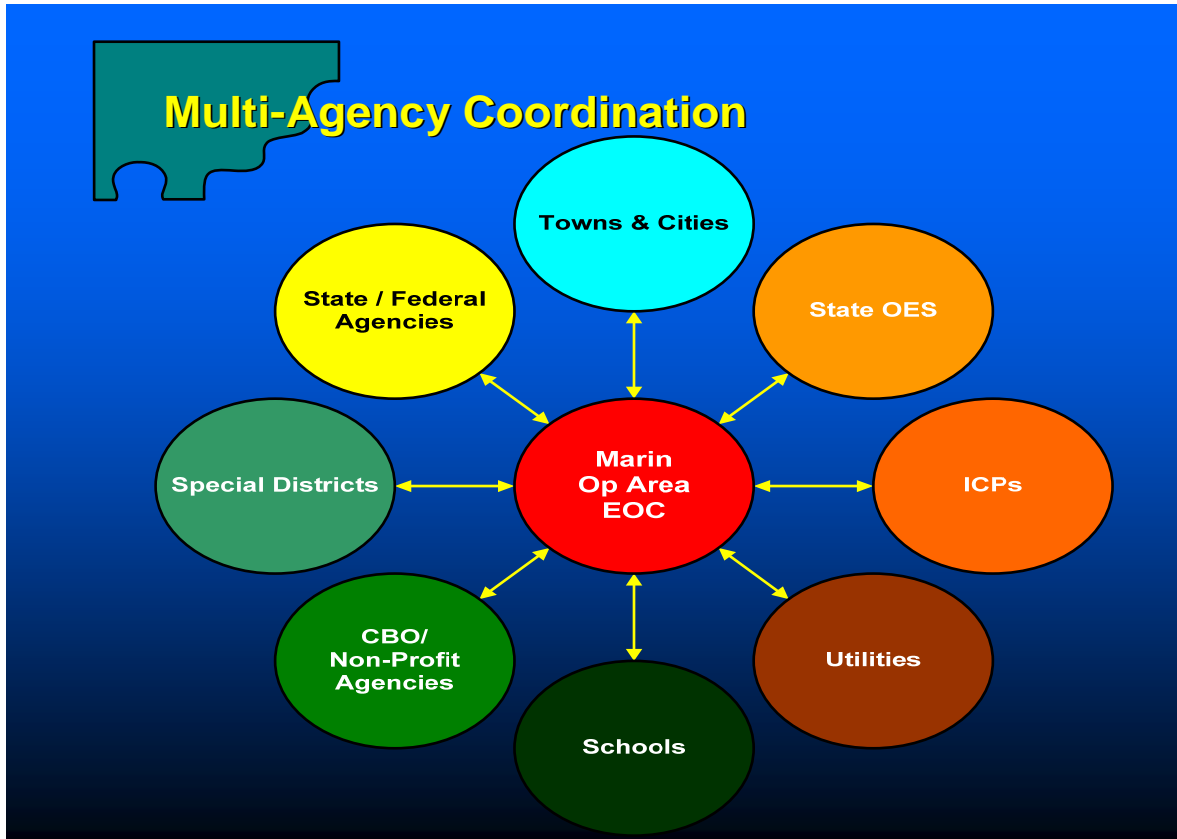 Multi-Agency Coordination
Towns & Cities
State / Federal
Agencies
State OES
Special Districts
Marin
Op Area
EOC
ICPs
CBO/
Non-Profit
Agencies
Utilities
Schools